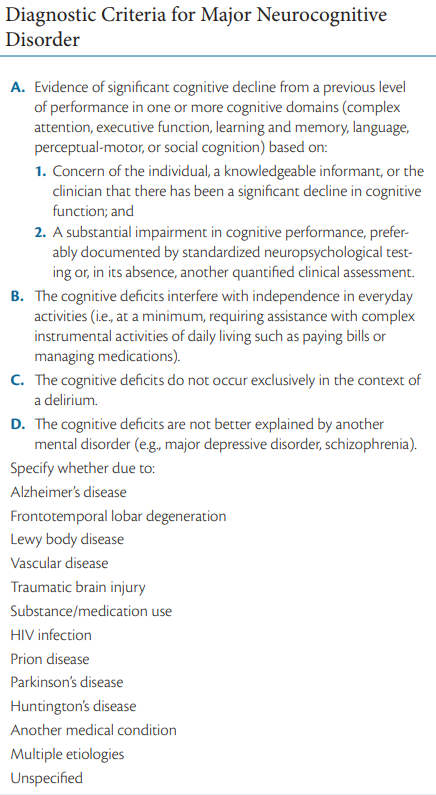 Diagnostic Criteria for Major Neurocognitive
Disorder
A. Evidence of significant cognitive decline from a previous level
of performance in one or more cognitive domains (complex
attention, executive function, learning and memory, language,
perceptual-motor, or social cognition) based on:
1. Concern of the individual, a knowledgeable informant, or the
clinician that there has been a significant decline in cognitive
function; and
2. A substantial impairment in cognitive performance, prefer-
ably documented by standardized neuropsychological test-
ing or, in its absence, another quantified clinical assessment.
B. The cognitive deficits interfere with independence in everyday
activities (i.e., at a minimum, requiring assistance with complex
instrumental activities of daily living such as paying bills or
managing medications).
C. The cognitive deficits do not occur exclusively in the context of
a delirium.
D. The cognitive deficits are not better explained by another
mental disorder (e.g., major depressive disorder, schizophrenia).
Specify whether due to:
Alzheimer's disease
Frontotemporal lobar degeneration
Lewy body disease
Vascular disease
Traumatic brain injury
Substance/medication use
HIV infection
Prion disease
Parkinson's disease
Huntington's disease
Another medical condition
Multiple etiologies
Unspecified